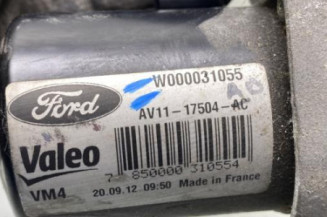 W000031055
Ford
AV11-17504-AC
Valeo
7 850000 310554
VM4
20.09.12 09:50 Made in France